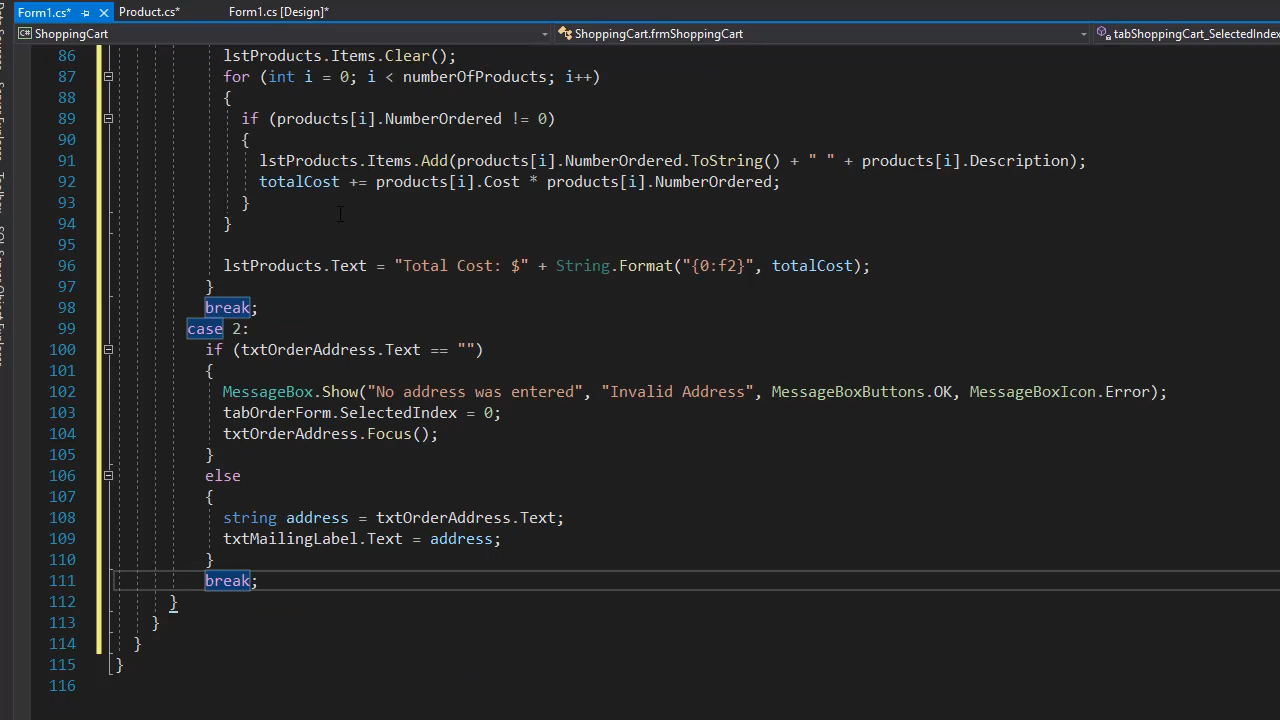 Form1.cs* Product.cs* Form1.cs [Design]*
ShoppingCart ShoppingCart.frmShoppingCart tabShoppingCart_SelectedIndex
86 lstProducts.Items.Clear();
87 for (int i = 0; i < numberOfProducts; i++)
88 {
89 if (products[i].NumberOrdered != 0)
90 {
91 lstProducts.Items.Add(products[i].NumberOrdered.ToString() + " " + products[i].Description);
92 totalCost += products[i].Cost * products[i].NumberOrdered;
93 }
94 }
95
96 lstProducts.Text = "Total Cost: $" + String.Format("{0:f2}", totalCost);
97 }
98 break;
99 case 2:
100 if (txtOrderAddress.Text == "")
101 {
102 MessageBox.Show("No address was entered", "Invalid Address", MessageBoxButtons.OK, MessageBoxIcon.Error);
103 tabOrderForm.SelectedIndex = 0;
104 txtOrderAddress.Focus();
105 }
106 else
107 {
108 string address = txtOrderAddress.Text;
109 txtMailingLabel.Text = address;
110 }
111 break;
112 }
113 }
114 }
115 }
116